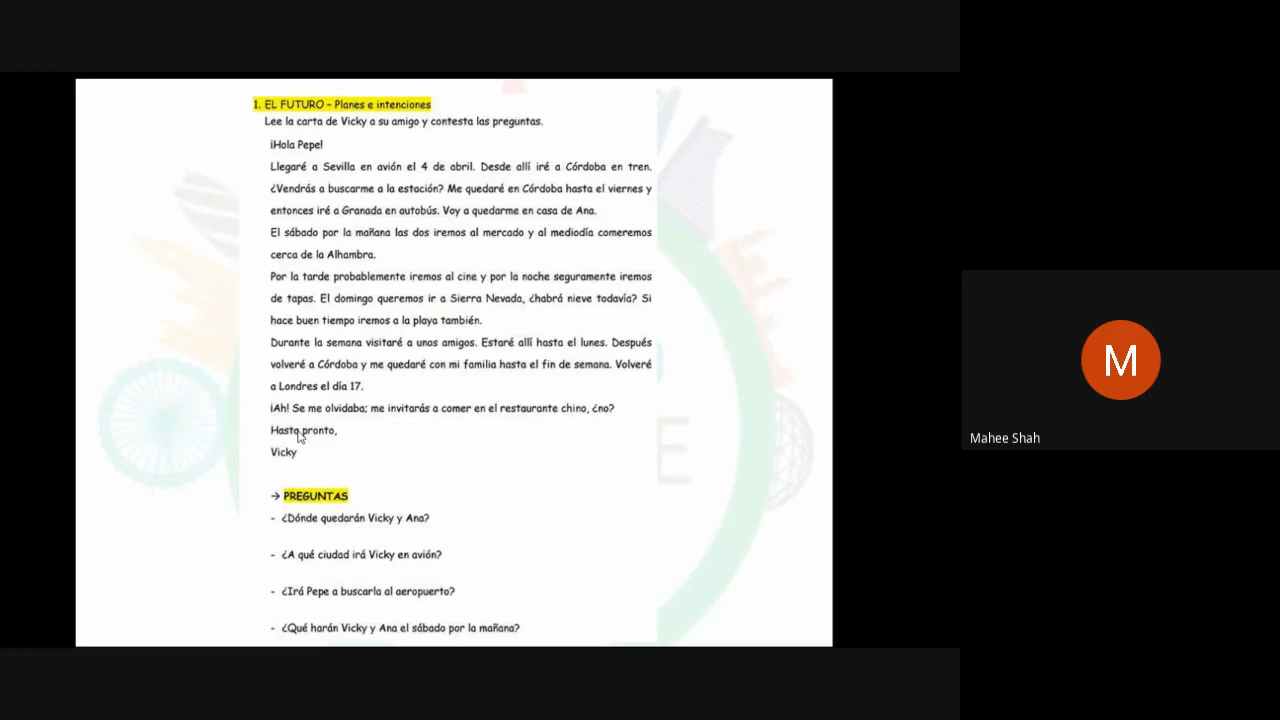 1. EL FUTURO – Planes e intenciones
Lee la carta de Vicky a su amigo y contesta las preguntas.
¡Hola Pepe!
Llegaré a Sevilla en avión el 4 de abril. Desde allí iré a Córdoba en tren.
¿Vendrás a buscarme a la estación? Me quedaré en Córdoba hasta el viernes y
entonces iré a Granada en autobús. Voy a quedarme en casa de Ana.
El sábado por la mañana las dos iremos al mercado y al mediodía comeremos
cerca de la Alhambra.
Por la tarde probablemente iremos al cine y por la noche seguramente iremos
de tapas. El domingo queremos ir a Sierra Nevada, ¿habrá nieve todavía? Si
hace buen tiempo iremos a la playa también.
Durante la semana visitaré a unos amigos. Estaré allí hasta el lunes. Después
volveré a Córdoba y me quedaré con mi familia hasta el fin de semana. Volveré
a Londres el día 17.
¡Ah! Se me olvidaba; me invitarás a comer en el restaurante chino, ¿no?
Hasta pronto,
Vicky
→ PREGUNTAS
- ¿Dónde quedarán Vicky y Ana?
- ¿A qué ciudad irá Vicky en avión?
- ¿Irá Pepe a buscarla al aeropuerto?
- ¿Qué harán Vicky y Ana el sábado por la mañana?
E
M
Mahee Shah